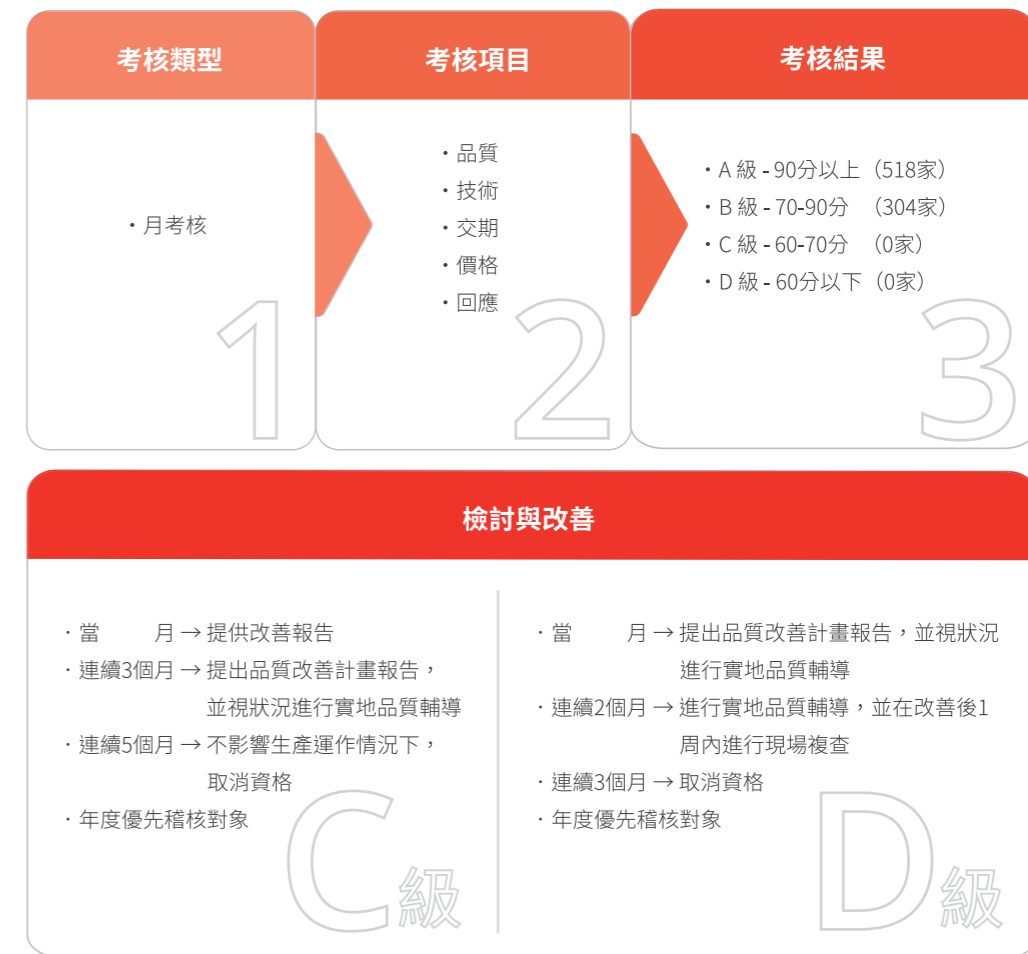 考核類型
・月考核
1
考核項目
・品質
・技術
・交期
・價格
・回應
2
考核結果
・A 級 - 90分以上（518家）
・B 級 - 70-90分 （304家）
・C 級 - 60-70分 （0家）
・D 級 - 60分以下（0家）
3
檢討與改善
・當　　月 → 提供改善報告
・連續3個月 → 提出品質改善計畫報告，
並視狀況進行實地品質輔導
・連續5個月 → 不影響生產運作情況下，
取消資格
・年度優先稽核對象
C級
・當　　月 → 提出品質改善計畫報告，並視狀況
進行實地品質輔導
・連續2個月 → 進行實地品質輔導，並在改善後1
周內進行現場複查
・連續3個月 → 取消資格
・年度優先稽核對象
D級